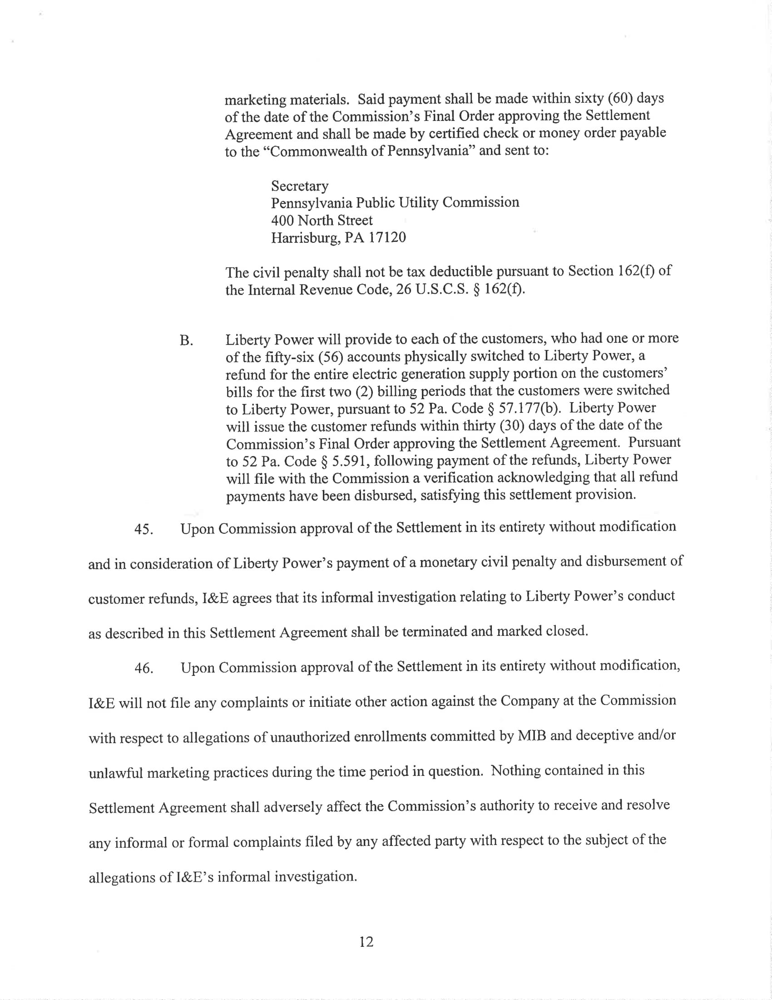 marketing materials. Said payment shall be made within sixty (60) days
of the date of the Commission's Final Order approving the Settlement
Agreement and shall be made by certified check or money order payable
to the “Commonwealth of Pennsylvania” and sent to:
Secretary
Pennsylvania Public Utility Commission
400 North Street
Harrisburg, PA 17120
The civil penalty shall not be tax deductible pursuant to Section 162(f) of
the Internal Revenue Code, 26 U.S.C.S. § 162(f).
B. Liberty Power will provide to each of the customers, who had one or more
of the fifty-six (56) accounts physically switched to Liberty Power, a
refund for the entire electric generation supply portion on the customers'
bills for the first two (2) billing periods that the customers were switched
to Liberty Power, pursuant to 52 Pa. Code § 57.177(b). Liberty Power
will issue the customer refunds within thirty (30) days of the date of the
Commission's Final Order approving the Settlement Agreement. Pursuant
to 52 Pa. Code § 5.591, following payment of the refunds, Liberty Power
will file with the Commission a verification acknowledging that all refund
payments have been disbursed, satisfying this settlement provision.
45. Upon Commission approval of the Settlement in its entirety without modification
and in consideration of Liberty Power's payment of a monetary civil penalty and disbursement of
customer refunds, I&E agrees that its informal investigation relating to Liberty Power's conduct
as described in this Settlement Agreement shall be terminated and marked closed.
46. Upon Commission approval of the Settlement in its entirety without modification,
I&E will not file any complaints or initiate other action against the Company at the Commission
with respect to allegations of unauthorized enrollments committed by MIB and deceptive and/or
unlawful marketing practices during the time period in question. Nothing contained in this
Settlement Agreement shall adversely affect the Commission's authority to receive and resolve
any informal or formal complaints filed by any affected party with respect to the subject of the
allegations of I&E's informal investigation.
12